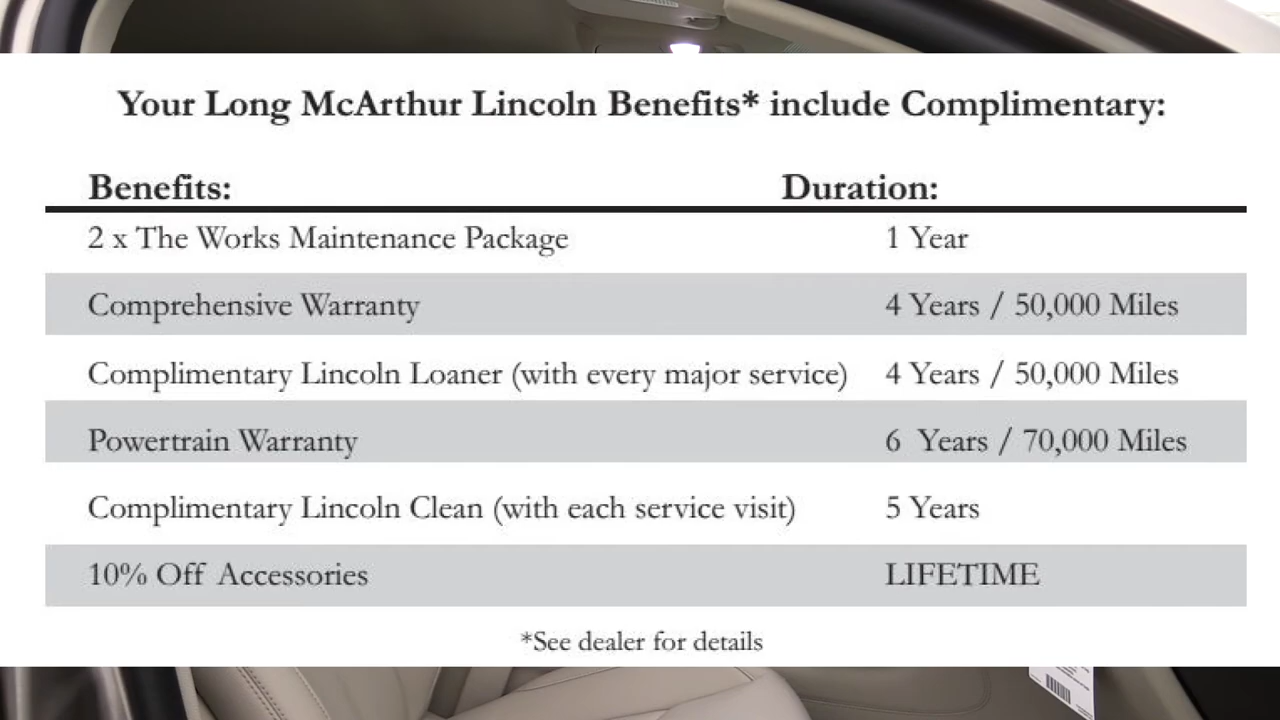 Your Long McArthur Lincoln Benefits* include Complimentary:
Benefits: Duration:
2 x The Works Maintenance Package 1 Year
Comprehensive Warranty 4 Years / 50,000 Miles
Complimentary Lincoln Loaner (with every major service) 4 Years / 50,000 Miles
Powertrain Warranty 6 Years / 70,000 Miles
Complimentary Lincoln Clean (with each service visit) 5 Years
10% Off Accessories LIFETIME
*See dealer for details